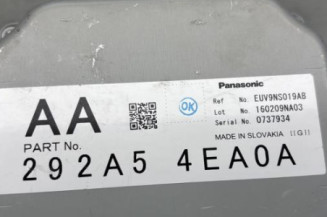 Panasonic
AA
Ref No. EUV9NS019AB
Lot No 160209NA03
Serial No 0737934
OK
PART No.
MADE IN SLOVAKIA ((G))
292A5 4EA0A